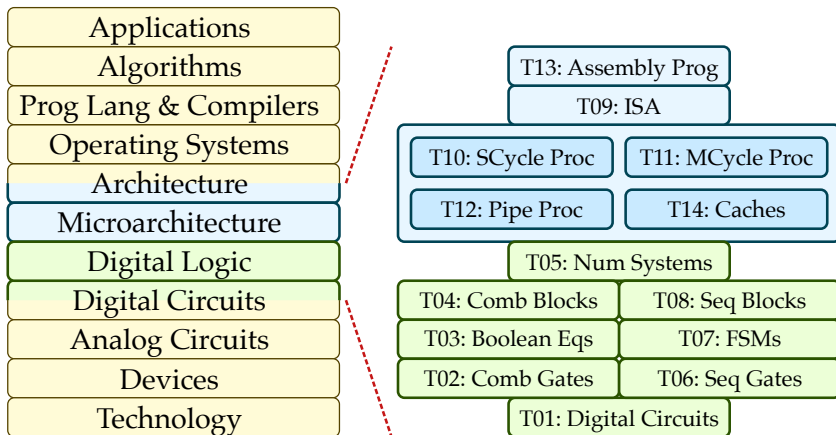 Applications
Algorithms
Prog Lang & Compilers
Operating Systems
Architecture
Microarchitecture
Digital Logic
Digital Circuits
Analog Circuits
Devices
Technology
T13: Assembly Prog
T09: ISA
T10: SCycle Proc
T11: MCycle Proc
T12: Pipe Proc
T14: Caches
T05: Num Systems
T04: Comb Blocks
T08: Seq Blocks
T03: Boolean Eqs
T07: FSMs
T02: Comb Gates
T06: Seq Gates
T01: Digital Circuits